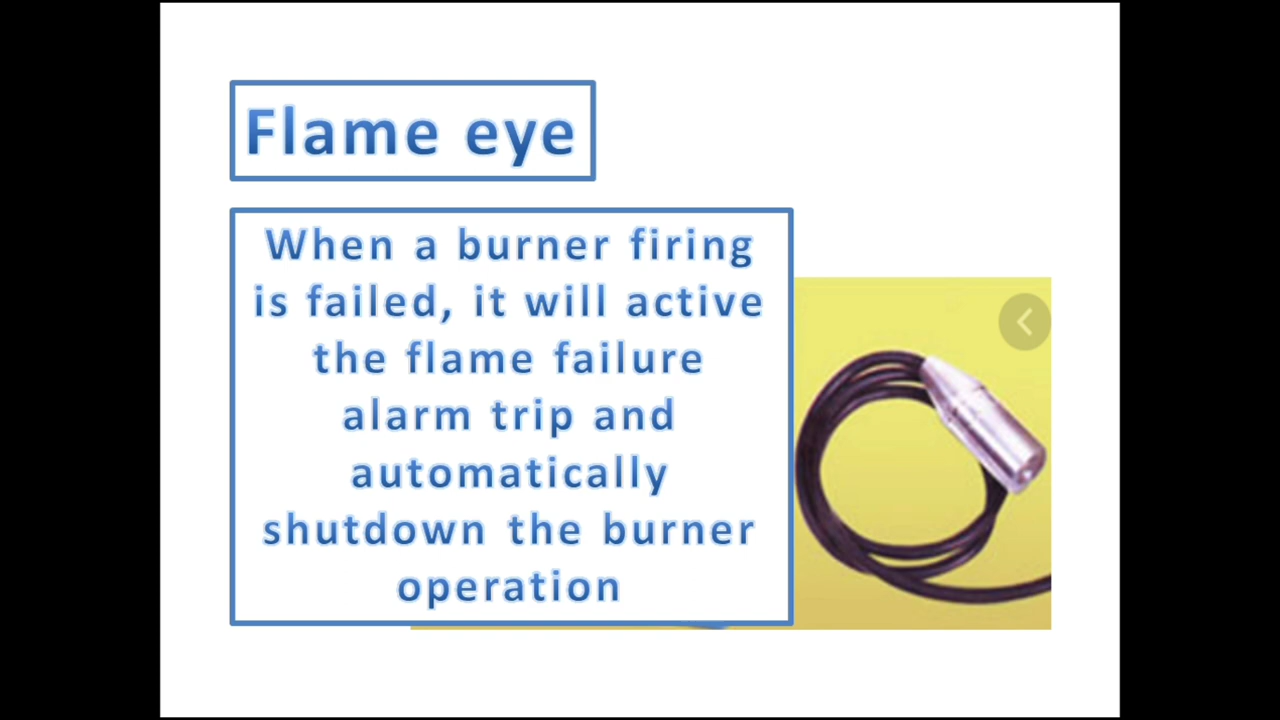 Flame eye
When a burner firing
is failed, it will active
the flame failure
alarm trip and
automatically
shutdown the burner
operation